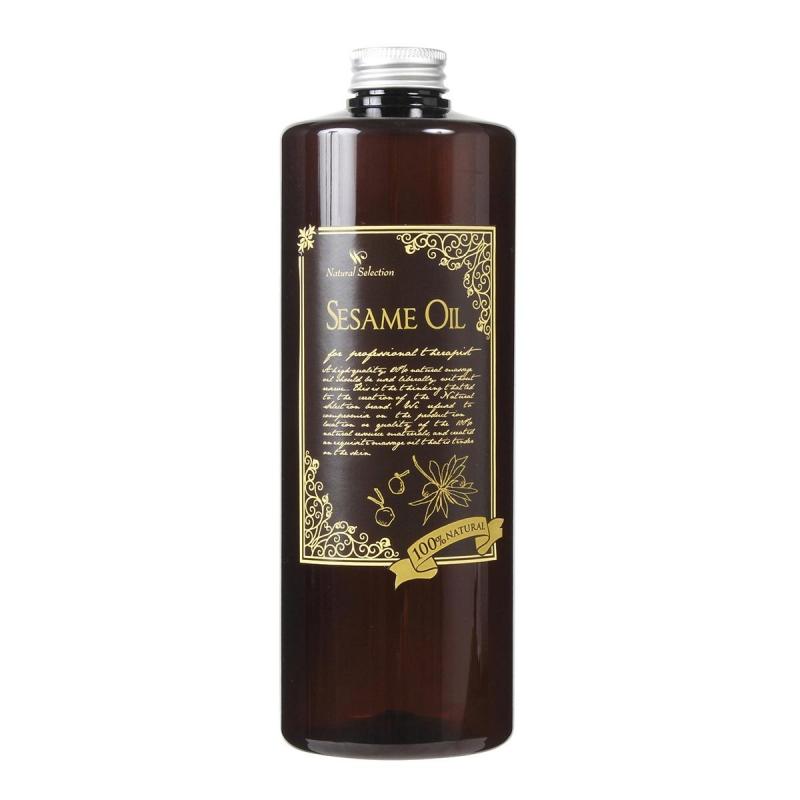 Natural Selection
SESAME OIL
for professional therapist
A high quality 100% natural massage
oil should be used liberally, without
reserve. This is the thinking that led
to the creation of the Natural
Selection brand. We refused to
compromise on the production
location or quality of the 100%
natural resource materials, and created
an exquisite massage oil that is tender
on the skin.
100% NATURAL